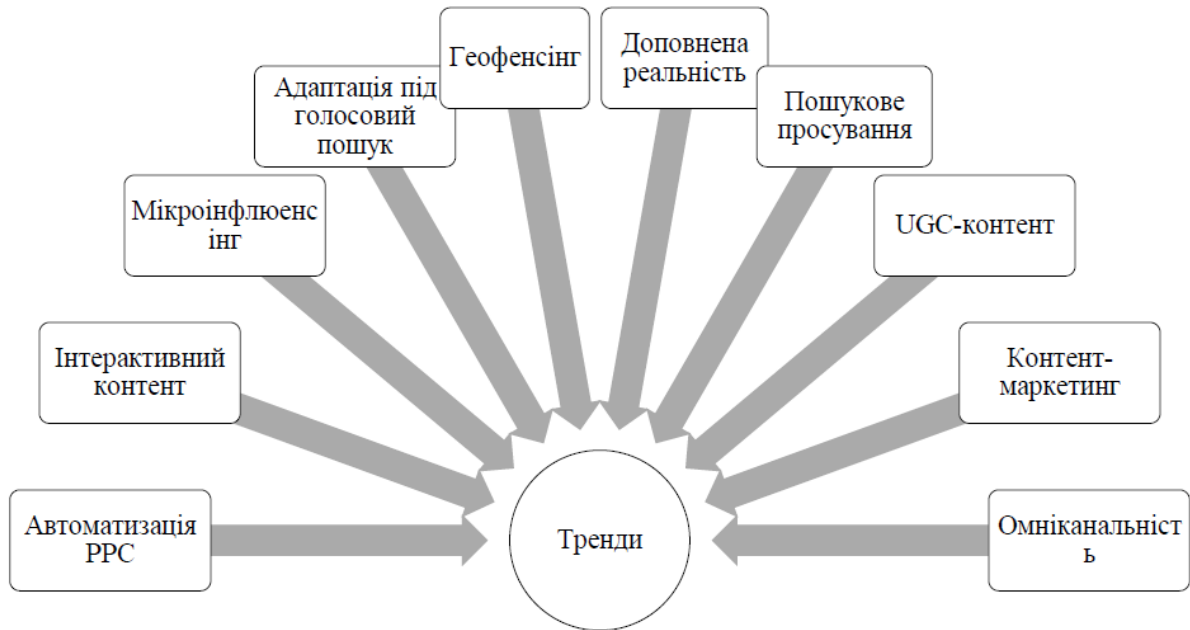 Автоматизація
PPC
Інтерактивний
контент
Мікроінфлюенс
інг
Адаптація під
голосовий
пошук
Геофенсінг
Доповнена
реальність
Пошукове
просування
UGC-контент
Контент-
маркетинг
Омніканальніст
ь
Тренди